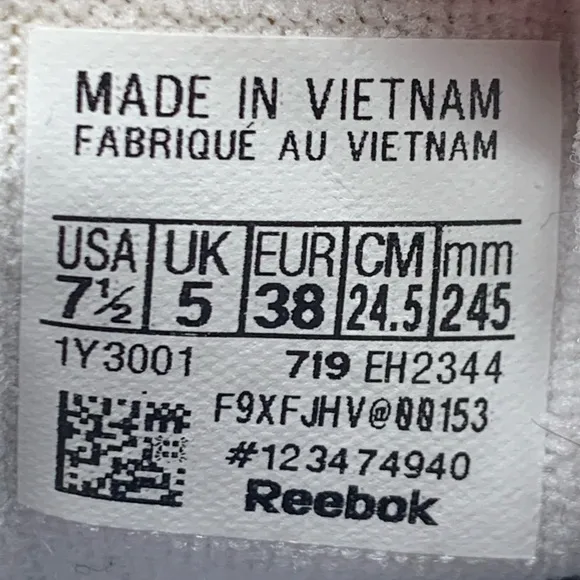 MADE IN VIETNAM
FABRIQUÉ AU VIETNAM
USA UK EUR CM mm
7½ 5 38 24.5 245
1Y3001 719 EH2344
F9XFJHV@00153
#123474940
Reebok